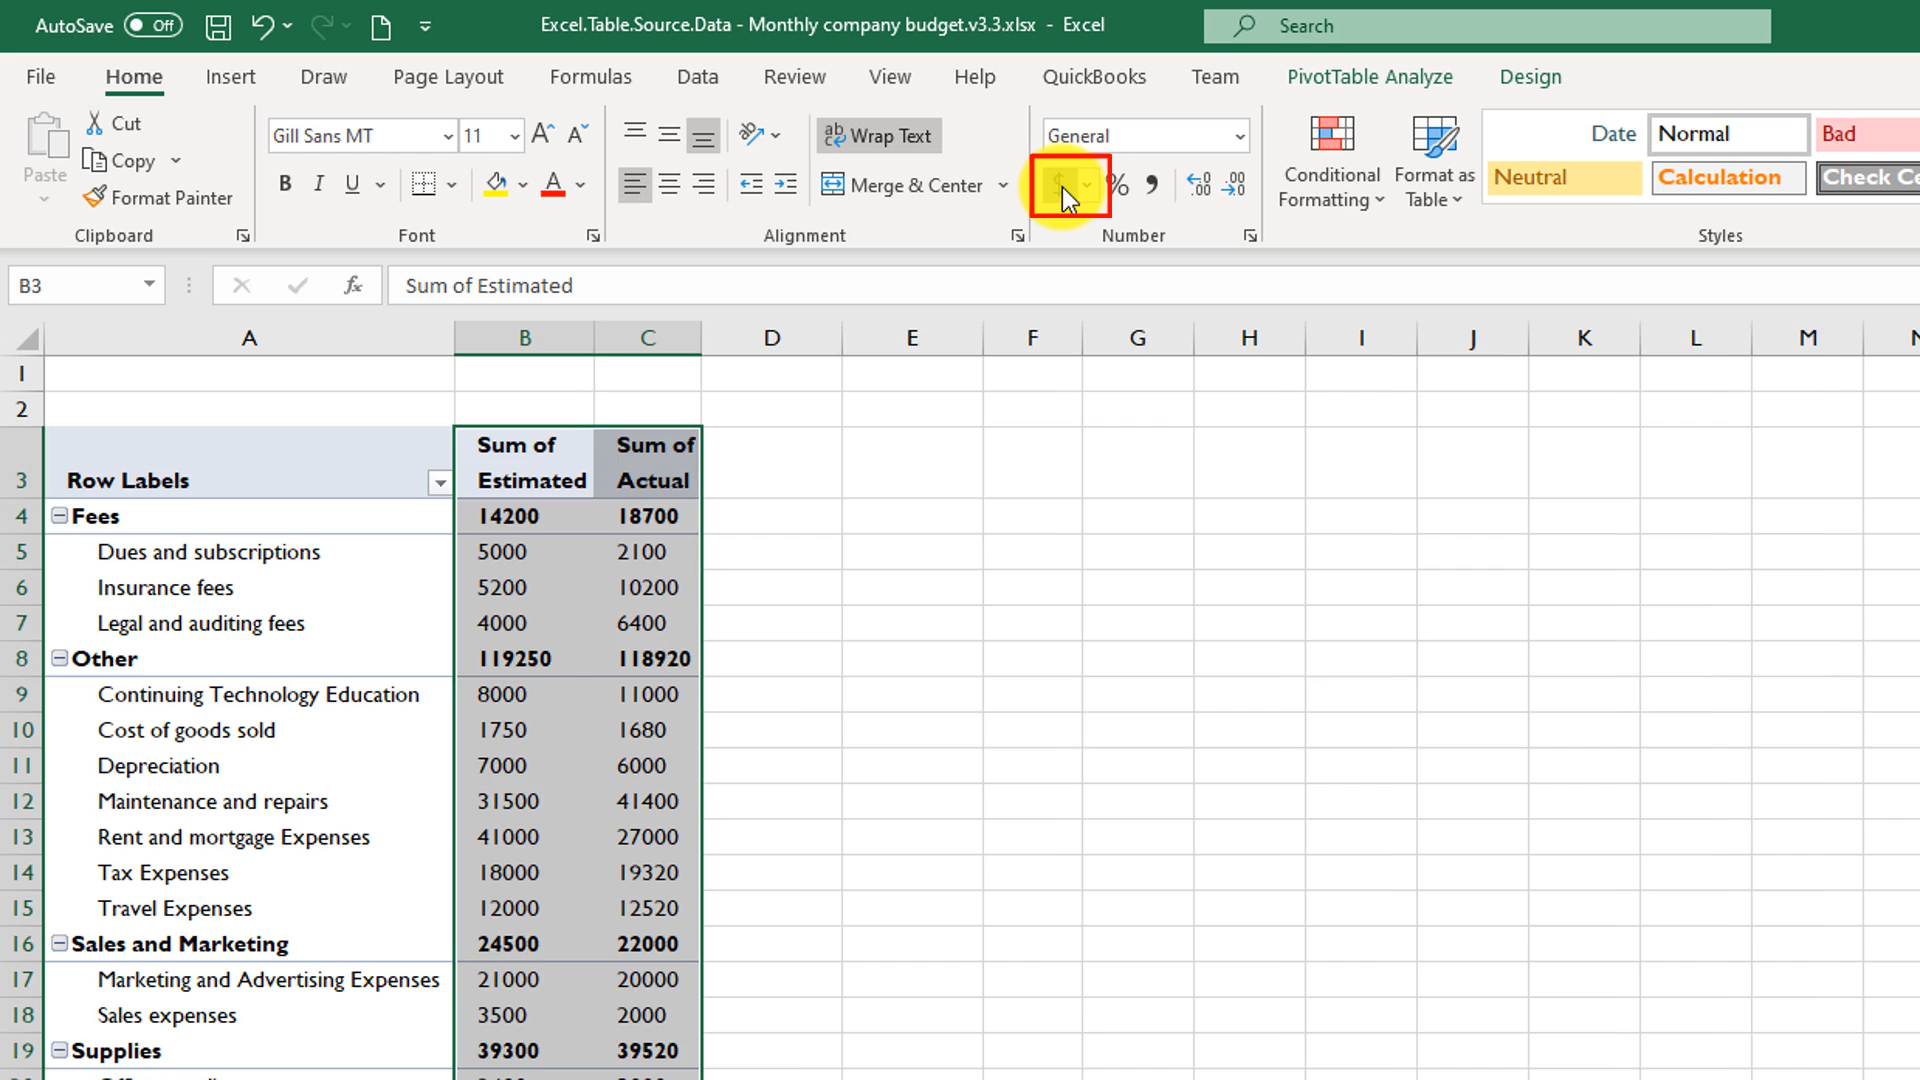 AutoSave Off Excel.Table.Source.Data - Monthly company budget.v3.3.xlsx - Excel Search
File Home Insert Draw Page Layout Formulas Data Review View Help QuickBooks Team PivotTable Analyze Design
Paste
Cut
Copy
Format Painter
Clipboard
Gill Sans MT 11
B I U
Font
Wrap Text
Merge & Center
Alignment
General
$ %
Number
Conditional Formatting
Format as Table
Date Normal Bad
Neutral Calculation
Styles
B3 fx Sum of Estimated
A B C D E F G H I J K L M
1
2
3 Row Labels Sum of Estimated Sum of Actual
4 Fees 14200 18700
5 Dues and subscriptions 5000 2100
6 Insurance fees 5200 10200
7 Legal and auditing fees 4000 6400
8 Other 119250 118920
9 Continuing Technology Education 8000 11000
10 Cost of goods sold 1750 1680
11 Depreciation 7000 6000
12 Maintenance and repairs 31500 41400
13 Rent and mortgage Expenses 41000 27000
14 Tax Expenses 18000 19320
15 Travel Expenses 12000 12520
16 Sales and Marketing 24500 22000
17 Marketing and Advertising Expenses 21000 20000
18 Sales expenses 3500 2000
19 Supplies 39300 39520